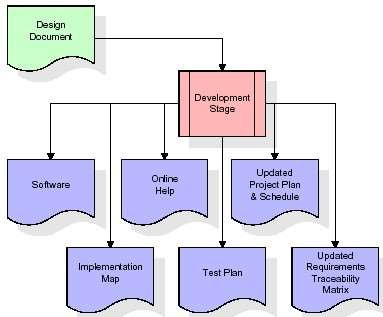 Design
Document
Development
Stage
Software
Online
Help
Updated
Project Plan
& Schedule
Implementation
Map
Test Plan
Updated
Requirements
Traceability
Matrix